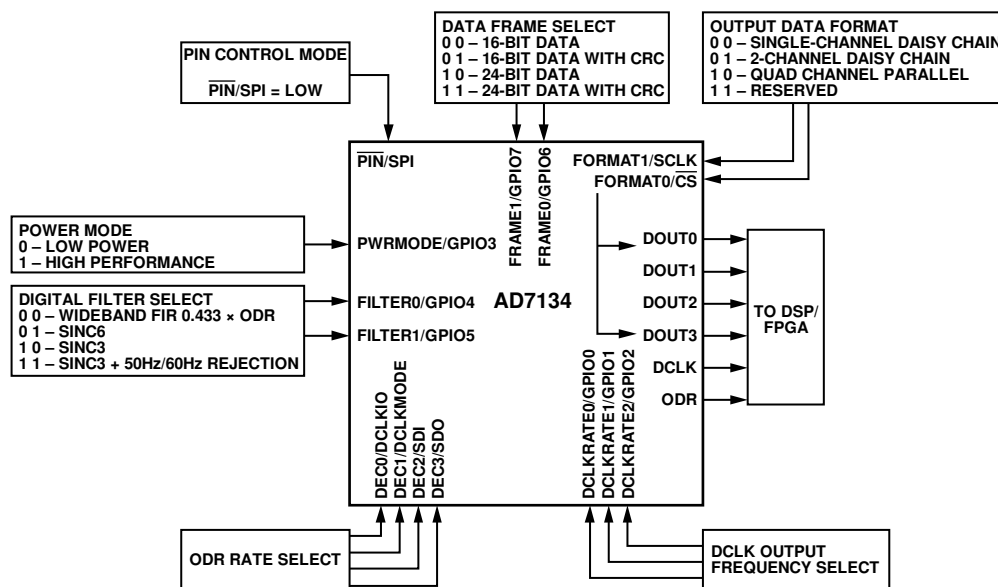 PIN CONTROL MODE
PIN/SPI = LOW
DATA FRAME SELECT
0 0 – 16-BIT DATA
0 1 – 16-BIT DATA WITH CRC
1 0 – 24-BIT DATA
1 1 – 24-BIT DATA WITH CRC
OUTPUT DATA FORMAT
0 0 – SINGLE-CHANNEL DAISY CHAIN
0 1 – 2-CHANNEL DAISY CHAIN
1 0 – QUAD CHANNEL PARALLEL
1 1 – RESERVED
PIN/SPI
FRAME1/GPIO7
FRAME0/GPIO6
FORMAT1/SCLK
FORMAT0/CS
POWER MODE
0 – LOW POWER
1 – HIGH PERFORMANCE
PWRMODE/GPIO3
DIGITAL FILTER SELECT
0 0 – WIDEBAND FIR 0.433 × ODR
0 1 – SINC6
1 0 – SINC3
1 1 – SINC3 + 50Hz/60Hz REJECTION
FILTER0/GPIO4
FILTER1/GPIO5
AD7134
DOUT0
DOUT1
DOUT2
DOUT3
DCLK
ODR
TO DSP/
FPGA
DEC0/DCLKIO
DEC1/DCLKMODE
DEC2/SDI
DEC3/SDO
DCLKRATE0/GPIO0
DCLKRATE1/GPIO1
DCLKRATE2/GPIO2
ODR RATE SELECT
DCLK OUTPUT
FREQUENCY SELECT